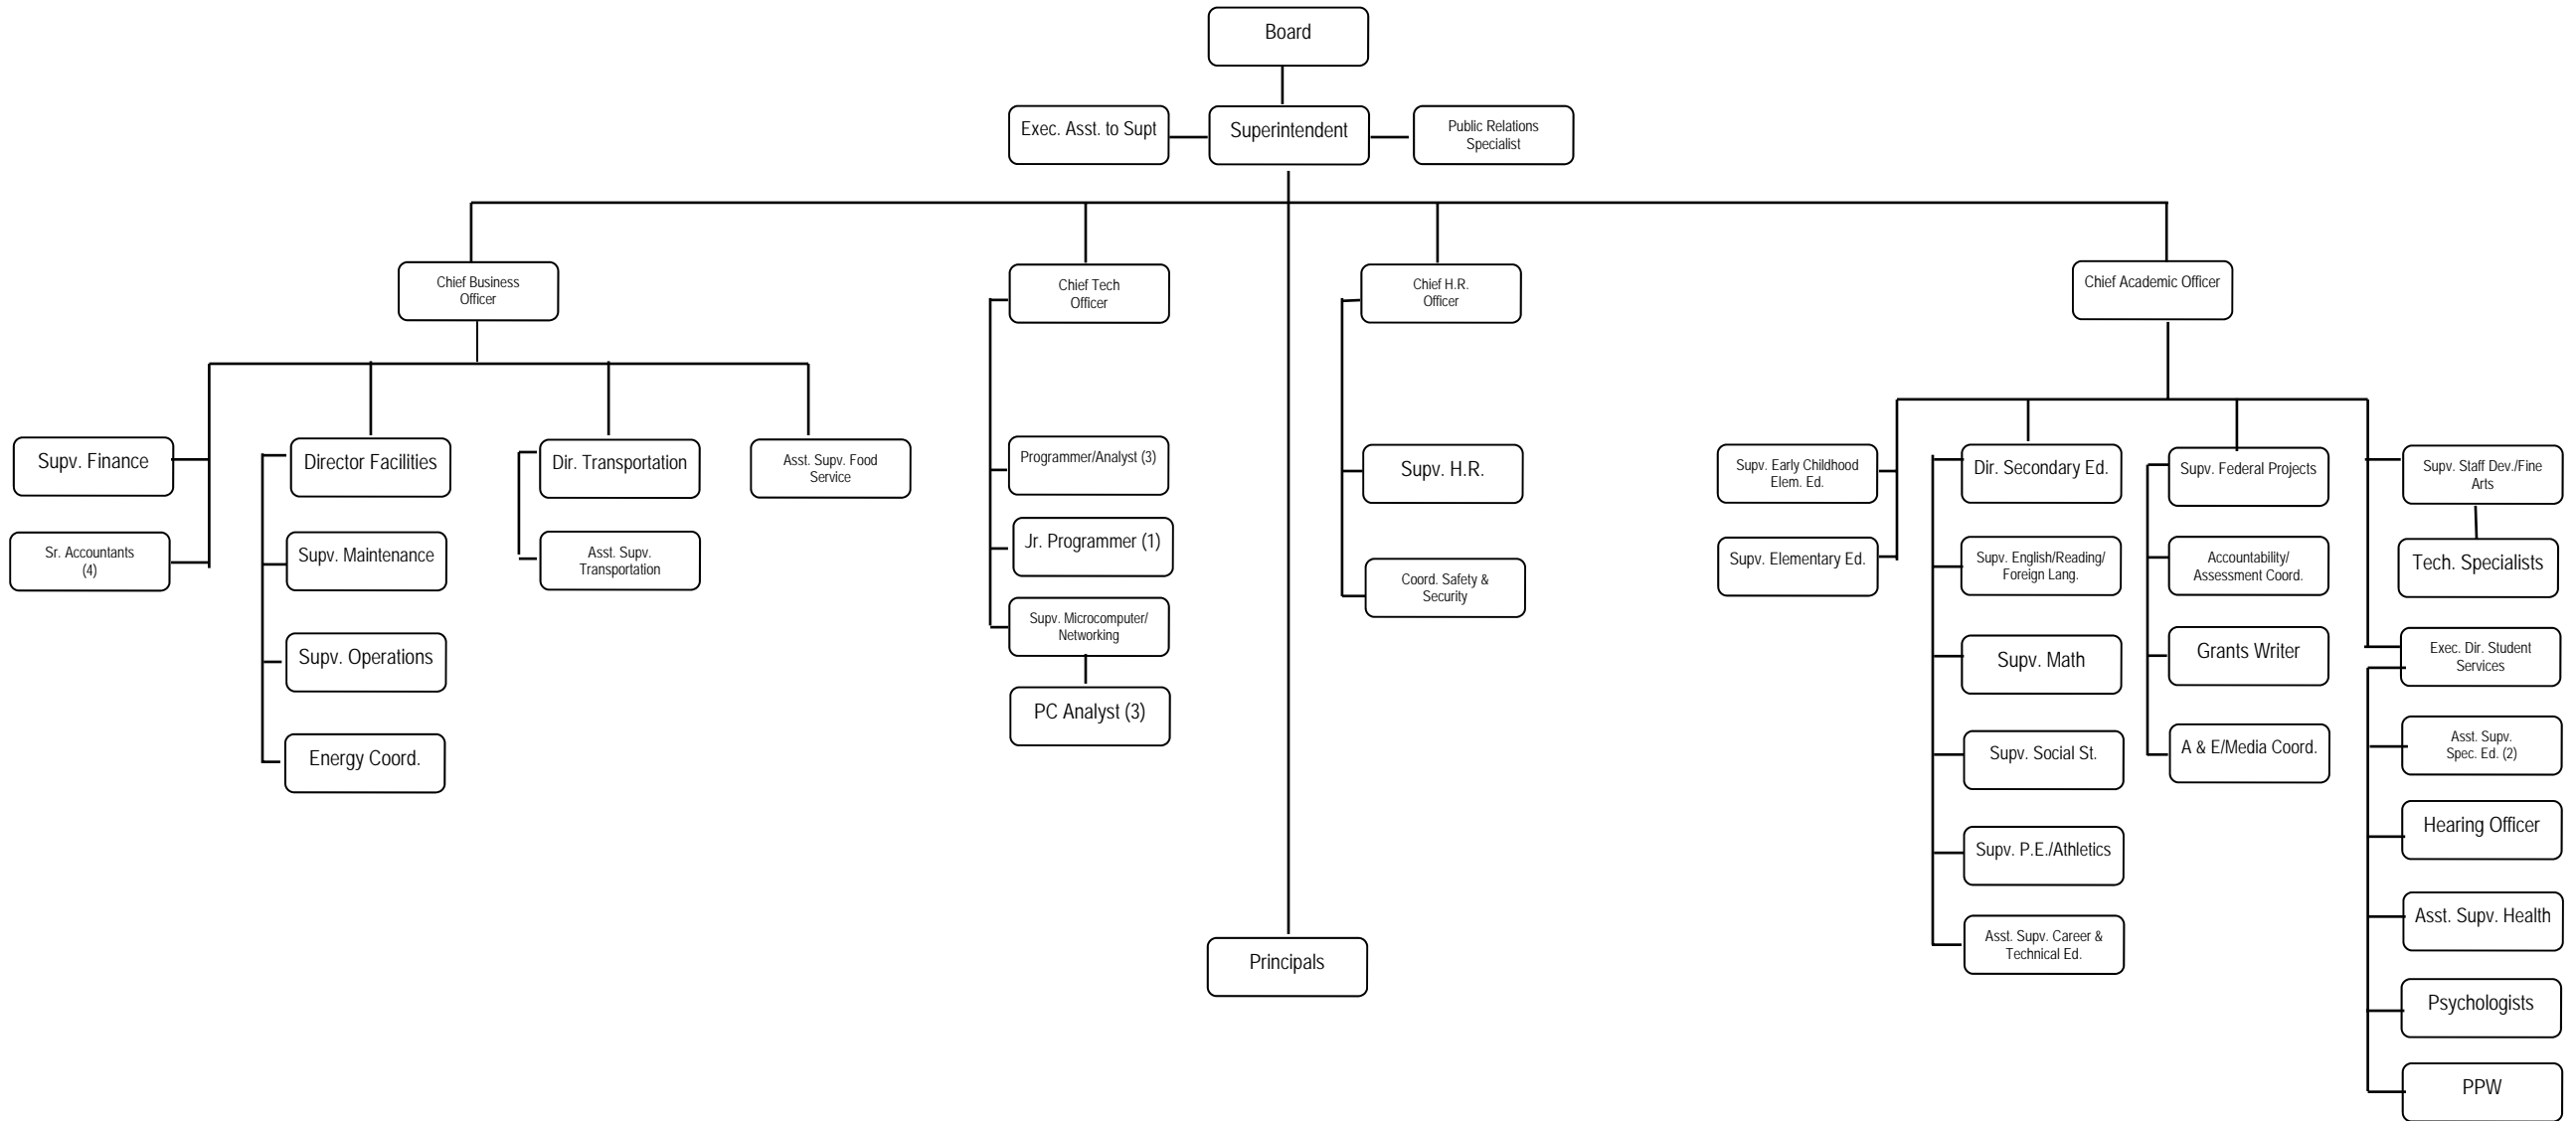 Board
Exec. Asst. to Supt
Superintendent
Public Relations
Specialist
Chief Business
Officer
Chief Tech
Officer
Chief H.R.
Officer
Chief Academic Officer
Supv. Finance
Sr. Accountants
(4)
Director Facilities
Supv. Maintenance
Supv. Operations
Energy Coord.
Dir. Transportation
Asst. Supv.
Transportation
Asst. Supv. Food
Service
Programmer/Analyst (3)
Jr. Programmer (1)
Supv. Microcomputer/
Networking
PC Analyst (3)
Supv. H.R.
Coord. Safety &
Security
Principals
Supv. Early Childhood
Elem. Ed.
Supv. Elementary Ed.
Dir. Secondary Ed.
Supv. English/Reading/
Foreign Lang.
Supv. Math
Supv. Social St.
Supv. P.E./Athletics
Asst. Supv. Career &
Technical Ed.
Supv. Federal Projects
Accountability/
Assessment Coord.
Grants Writer
A & E/Media Coord.
Supv. Staff Dev./Fine
Arts
Tech. Specialists
Exec. Dir. Student
Services
Asst. Supv.
Spec. Ed. (2)
Hearing Officer
Asst. Supv. Health
Psychologists
PPW